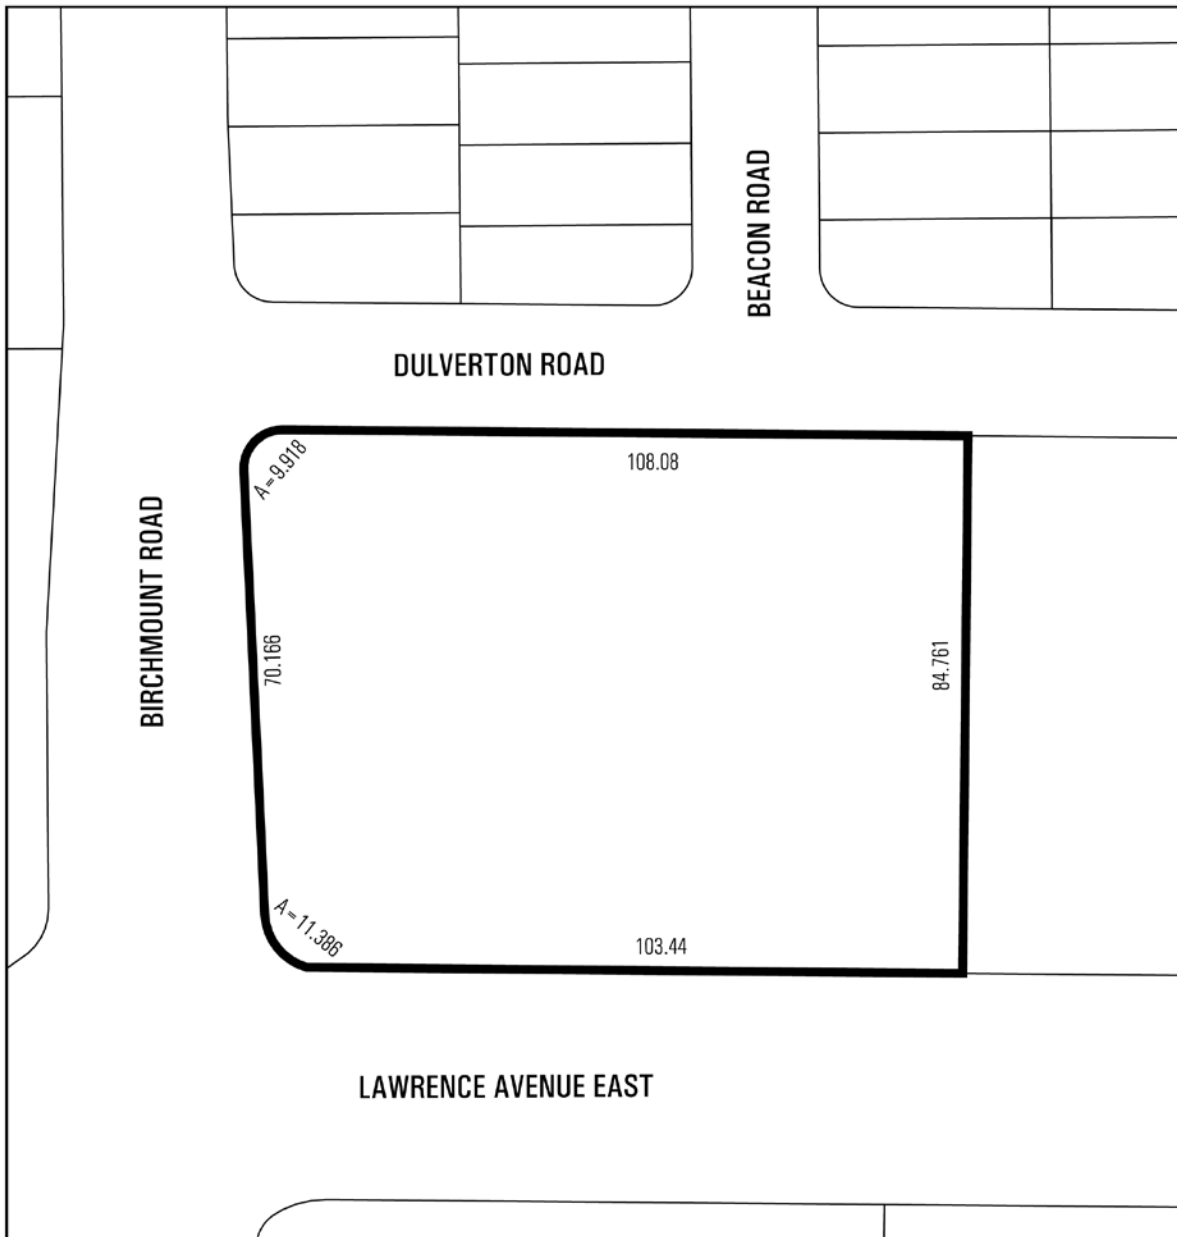 BEACON ROAD
DULVERTON ROAD
A = 9.918
108.08
BIRCHMOUNT ROAD
70.166
84.761
A = 11.386
103.44
LAWRENCE AVENUE EAST